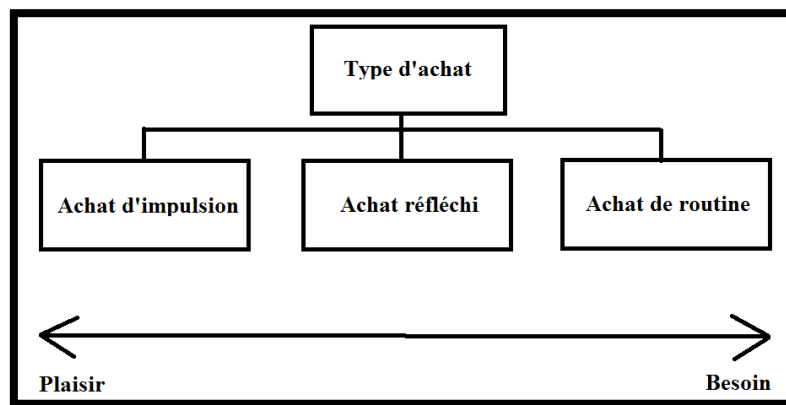 Type d'achat
Achat d'impulsion
Achat réfléchi
Achat de routine
Plaisir
Besoin